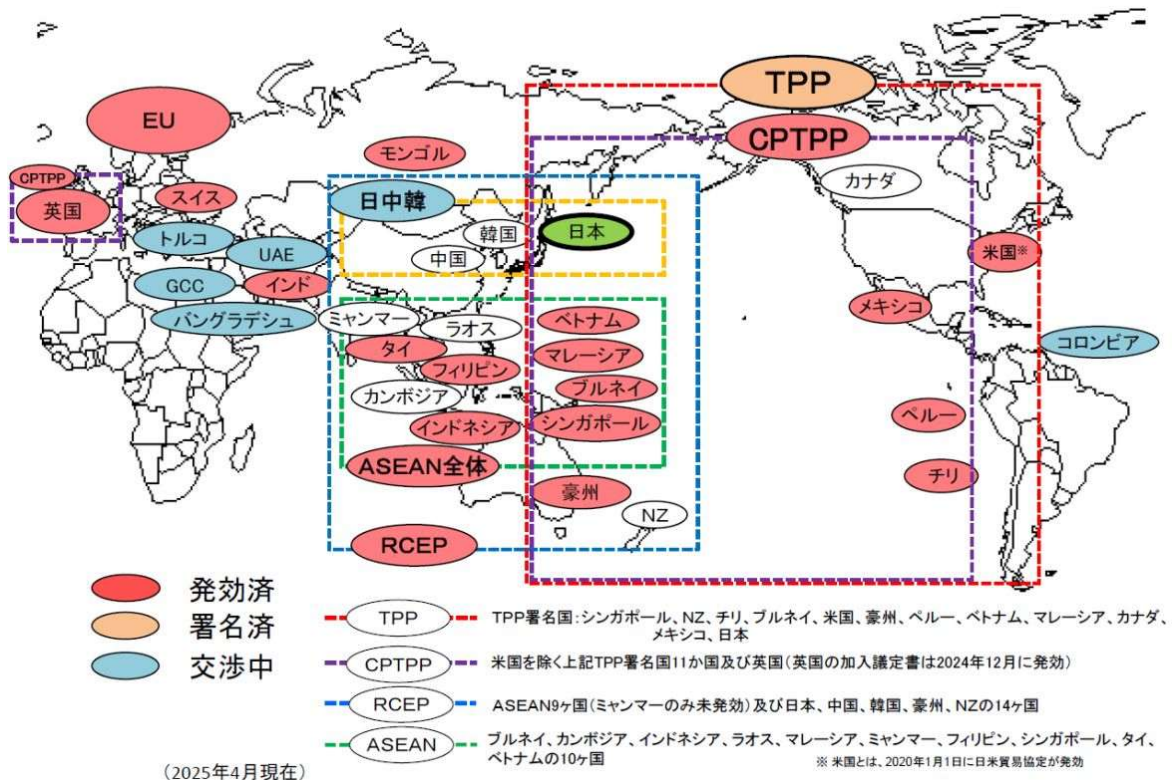 TPP
EU
CPTPP
モンゴル
CPTPP
カナダ
スイス
日中韓
英国
韓国
日本
トルコ
米国※
UAE
中国
GCC
インド
メキシコ
バングラデシュ
ミャンマー
ラオス
ベトナム
コロンビア
タイ
マレーシア
フィリピン
ブルネイ
カンボジア
ペルー
インドネシア
シンガポール
ASEAN全体
チリ
豪州
NZ
RCEP
発効済
署名済
交渉中
TPP
TPP署名国:シンガポール、NZ、チリ、ブルネイ、米国、豪州、ペルー、ベトナム、マレーシア、カナダ、
メキシコ、日本
CPTPP
米国を除く上記TPP署名国11か国及び英国(英国の加入議定書は2024年12月に発効)
RCEP
ASEAN9ヶ国(ミャンマーのみ未発効)及び日本、中国、韓国、豪州、NZの14ヶ国
ASEAN
ブルネイ、カンボジア、インドネシア、ラオス、マレーシア、ミャンマー、フィリピン、シンガポール、タイ、
ベトナムの10ヶ国
※ 米国とは、2020年1月1日に日米貿易協定が発効
(2025年4月現在)